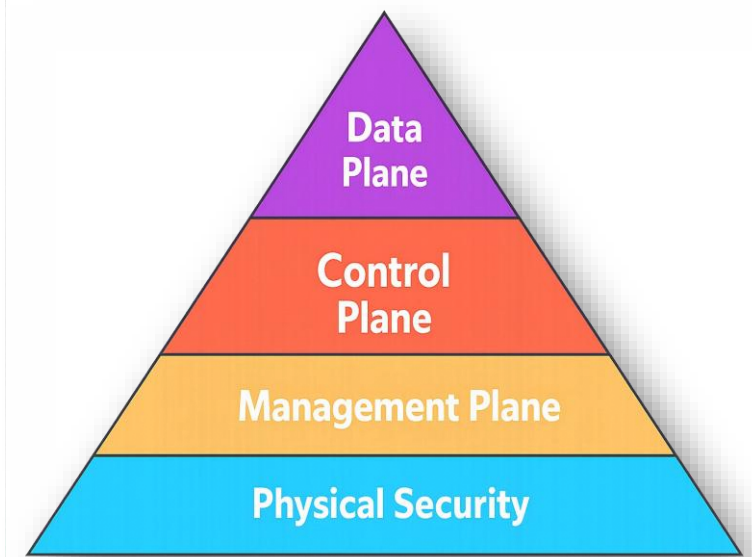 Data
Plane
Control
Plane
Management Plane
Physical Security